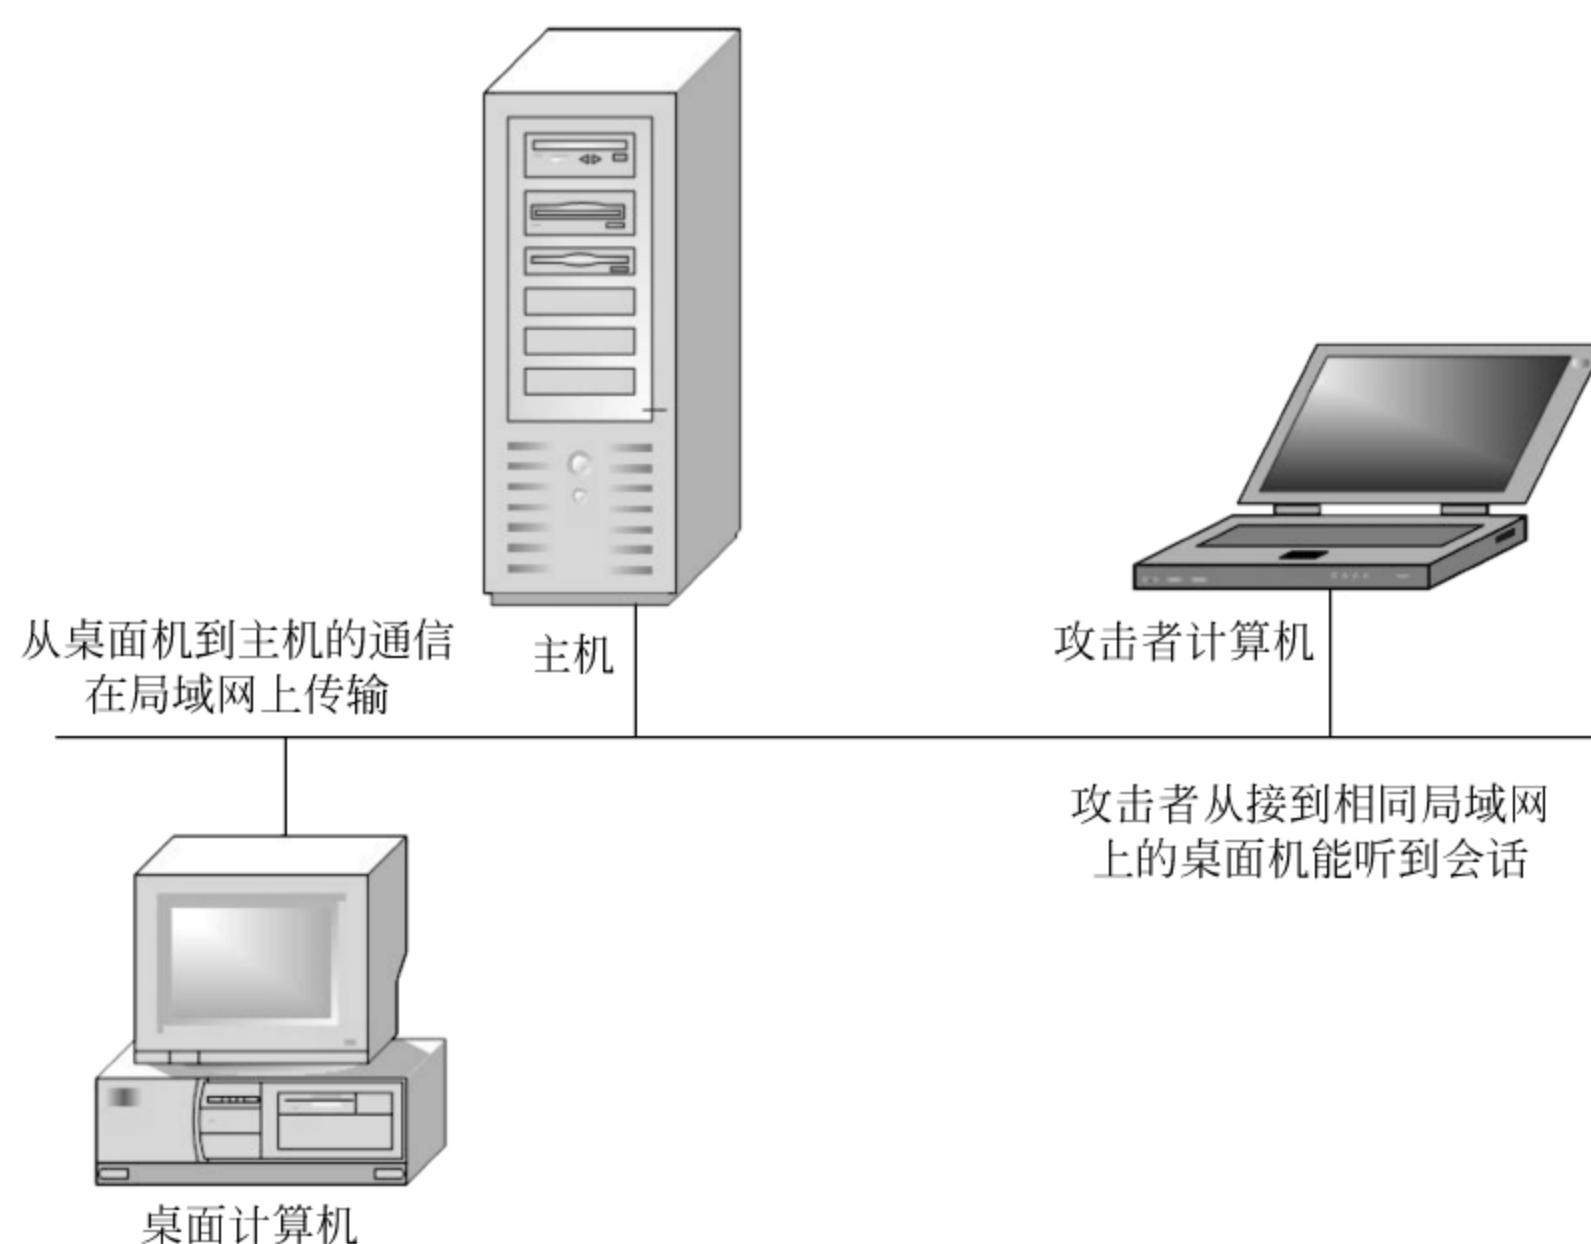 从桌面机到主机的通信
在局域网上传输
主机
攻击者计算机
攻击者从接到相同局域网
上的桌面机能听到会话
桌面计算机